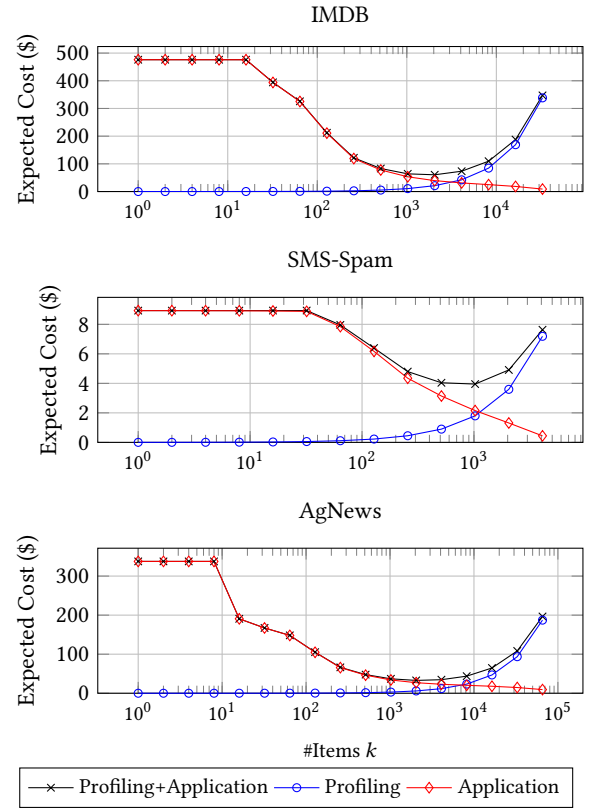 IMDB
Expected Cost ($)
500
400
300
200
100
0
10^0 10^1 10^2 10^3 10^4
SMS-Spam
Expected Cost ($)
8
6
4
2
0
10^0 10^1 10^2 10^3
AgNews
Expected Cost ($)
300
200
100
0
10^0 10^1 10^2 10^3 10^4 10^5
#Items k
Profiling+Application Profiling Application